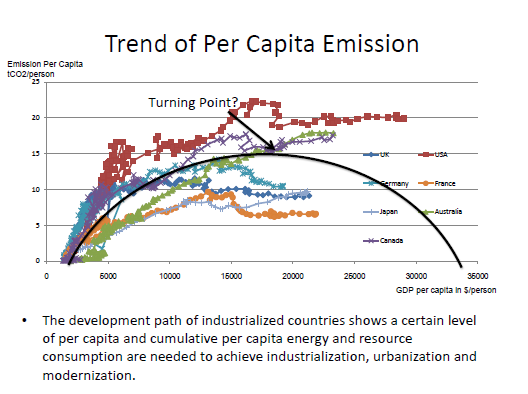 Trend of Per Capita Emission
Emission Per Capita
tCO2/person
25
20
15
10
5
0
Turning Point?
UK
USA
Germany
France
Japan
Australia
Canada
0 5000 10000 15000 20000 25000 30000 35000
GDP per capita in $/person
• The development path of industrialized countries shows a certain level
of per capita and cumulative per capita energy and resource
consumption are needed to achieve industrialization, urbanization and
modernization.